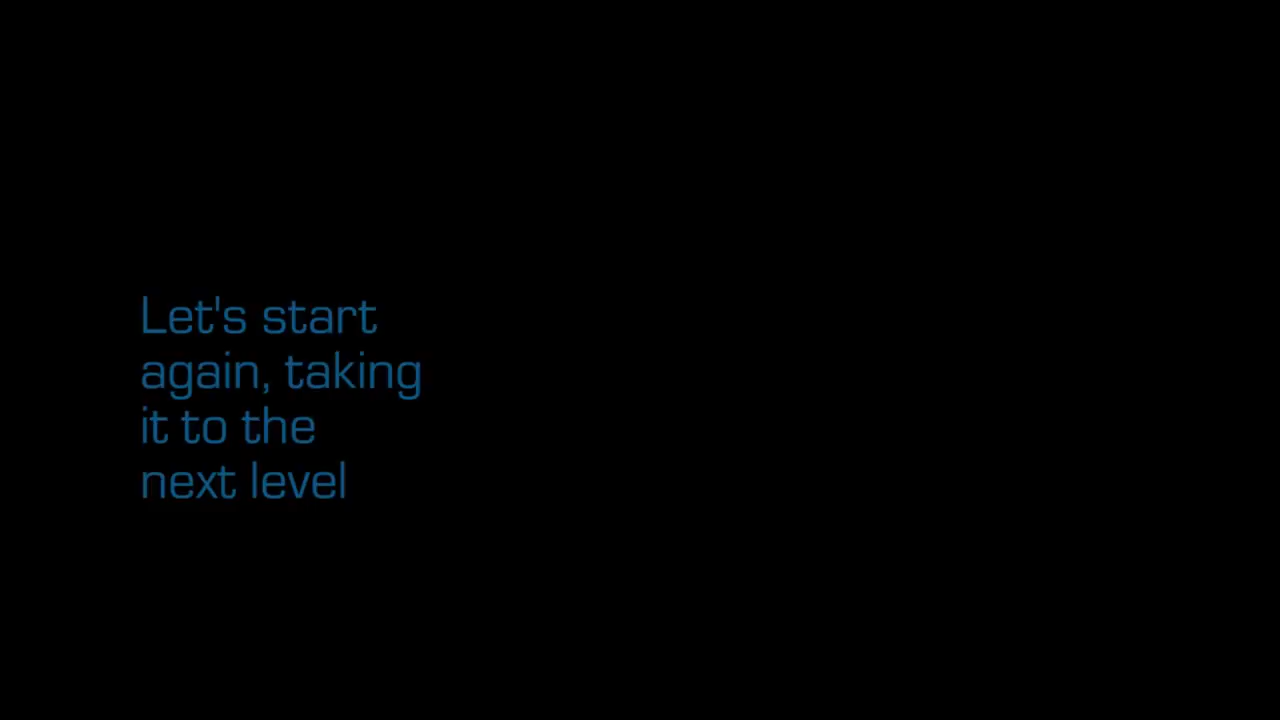 Let's start
again, taking
it to the
next level